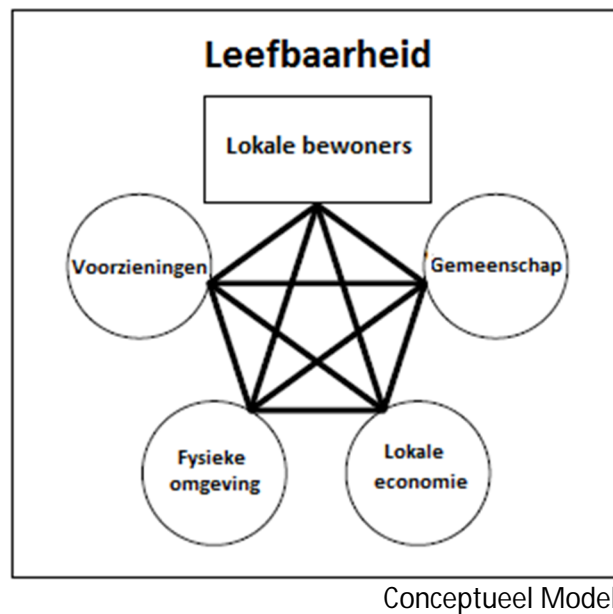 Leefbaarheid
Lokale bewoners
Voorzieningen
Gemeenschap
Fysieke
omgeving
Lokale
economie
Conceptueel Model